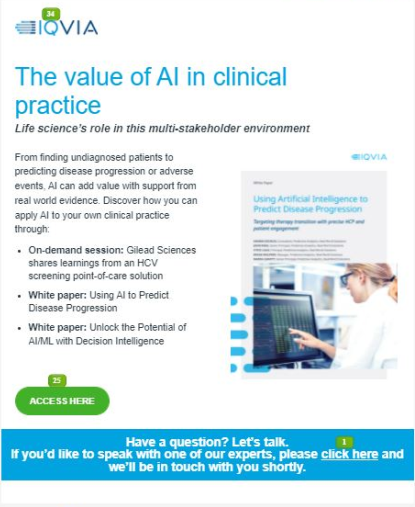 34
IQVIA
The value of AI in clinical
practice
Life science's role in this multi-stakeholder environment
From finding undiagnosed patients to
predicting disease progression or adverse
events, AI can add value with support from
real world evidence. Discover how you can
apply AI to your own clinical practice
through:
• On-demand session: Gilead Sciences
shares learnings from an HCV
screening point-of-care solution
• White paper: Using AI to Predict
Disease Progression
• White paper: Unlock the Potential of
AI/ML with Decision Intelligence
IQVIA
White Paper
Using Artificial Intelligence to
Predict Disease Progression
Targeting therapy transition with precise HCP and
patient engagement
25
ACCESS HERE
Have a question? Let's talk.
1
If you'd like to speak with one of our experts, please click here and
we'll be in touch with you shortly.